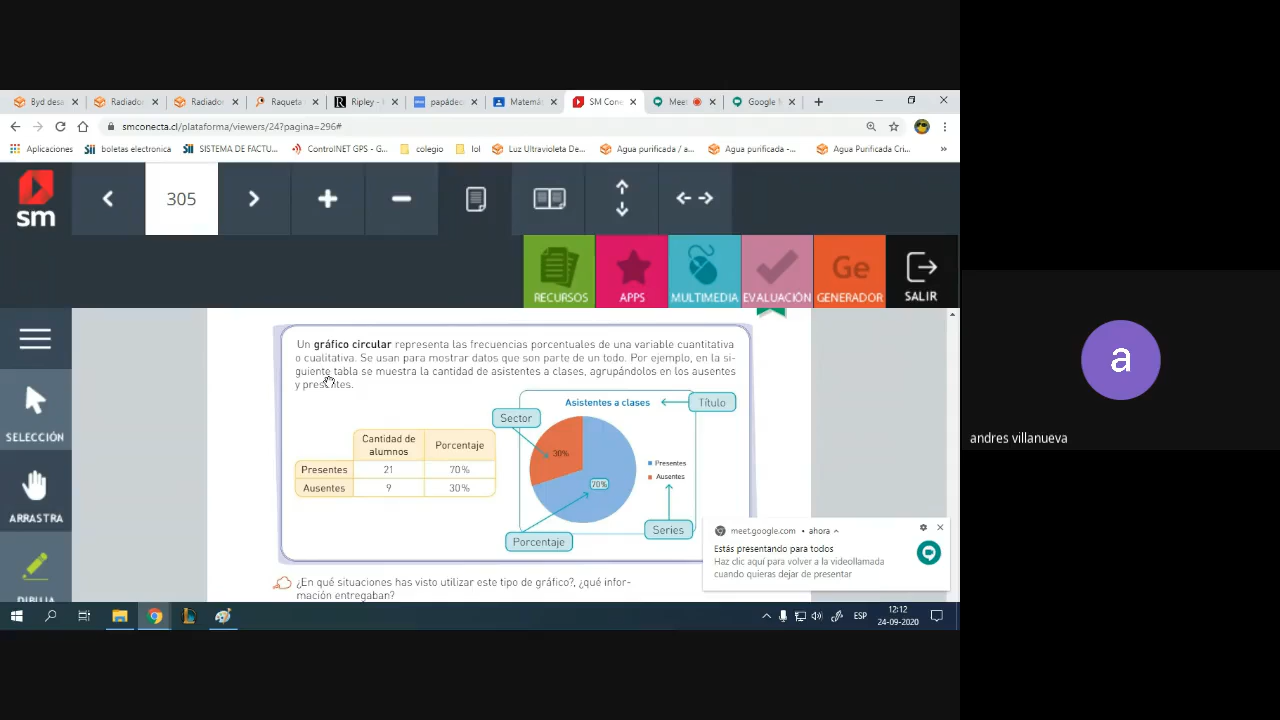 Byd desa
Radiador
Radiador
Raqueta
Ripley -
papádec
Matemá
SM Cone
Meet
Google M
smconecta.cl/plataforma/viewers/24?pagina=296#
Aplicaciones
boletas electronica
SISTEMA DE FACTU...
ControlNET GPS - G...
colegio
lol
Luz Ultravioleta De...
Agua purificada / a...
Agua purificada -...
Agua Purificada Cri...
sm
305
RECURSOS
APPS
MULTIMEDIA
EVALUACIÓN
Ge
GENERADOR
SALIR
SELECCIÓN
ARRASTRA
DIBUJA
Un gráfico circular representa las frecuencias porcentuales de una variable cuantitativa
o cualitativa. Se usan para mostrar datos que son parte de un todo. Por ejemplo, en la si-
guiente tabla se muestra la cantidad de asistentes a clases, agrupándolos en los ausentes
y presentes.
Cantidad de
alumnos
Porcentaje
Presentes 21 70%
Ausentes 9 30%
Asistentes a clases
Título
Sector
30%
70%
Presentes
Ausentes
Series
Porcentaje
¿En qué situaciones has visto utilizar este tipo de gráfico?, ¿qué infor-
mación entregaban?
meet.google.com • ahora
Estás presentando para todos
Haz clic aquí para volver a la videollamada
cuando quieras dejar de presentar
ESP
12:12
24-09-2020
a
andres villanueva